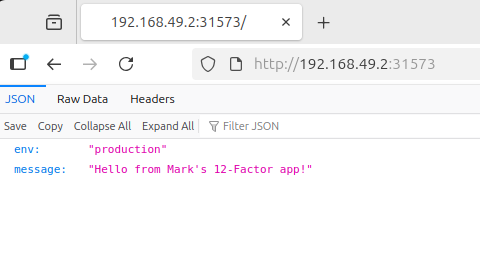 192.168.49.2:31573/
http://192.168.49.2:31573
JSON Raw Data Headers
Save Copy Collapse All Expand All Filter JSON
env: "production"
message: "Hello from Mark's 12-Factor app!"